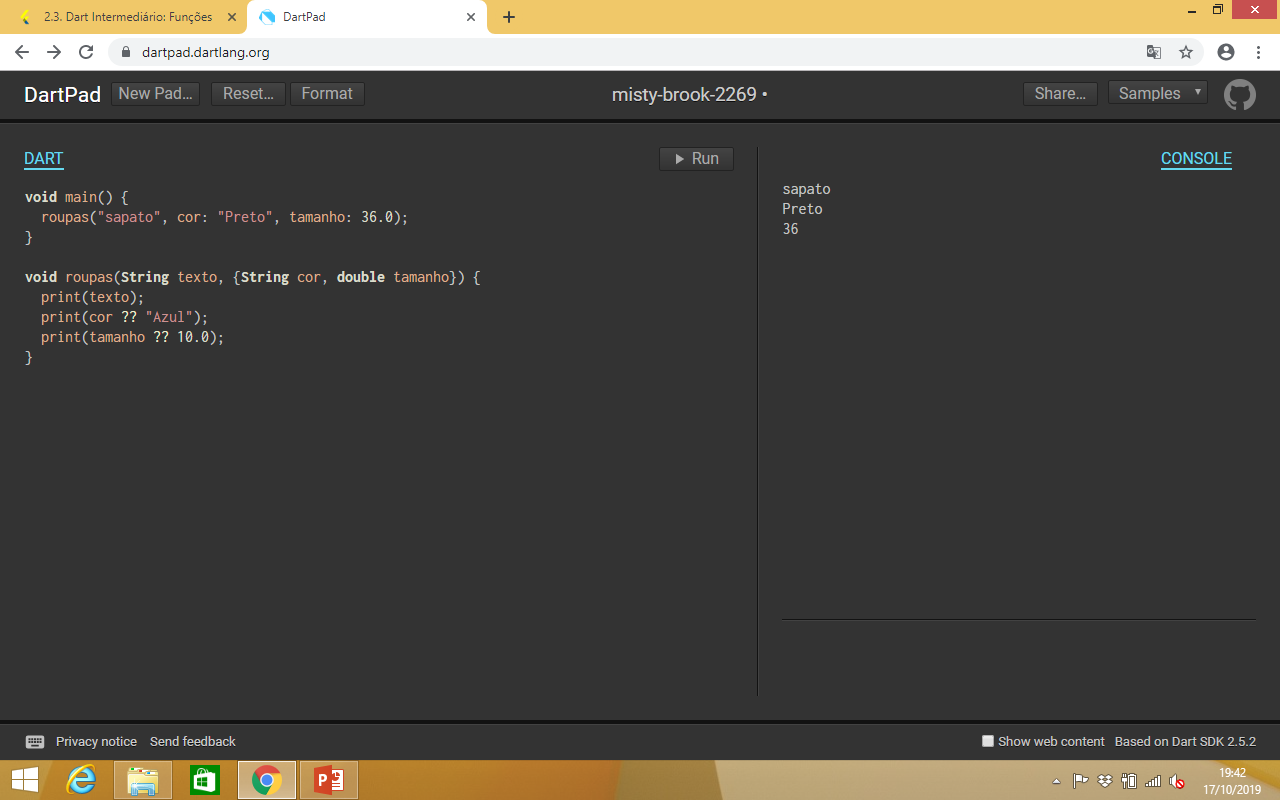 2.3. Dart Intermediário: Funções
DartPad
dartpad.dartlang.org
DartPad New Pad... Reset... Format misty-brook-2269 • Share... Samples
DART Run CONSOLE
void main() {
  roupas("sapato", cor: "Preto", tamanho: 36.0);
}
void roupas(String texto, {String cor, double tamanho}) {
  print(texto);
  print(cor ?? "Azul");
  print(tamanho ?? 10.0);
}
sapato
Preto
36
Privacy notice Send feedback Show web content Based on Dart SDK 2.5.2
19:42
17/10/2019